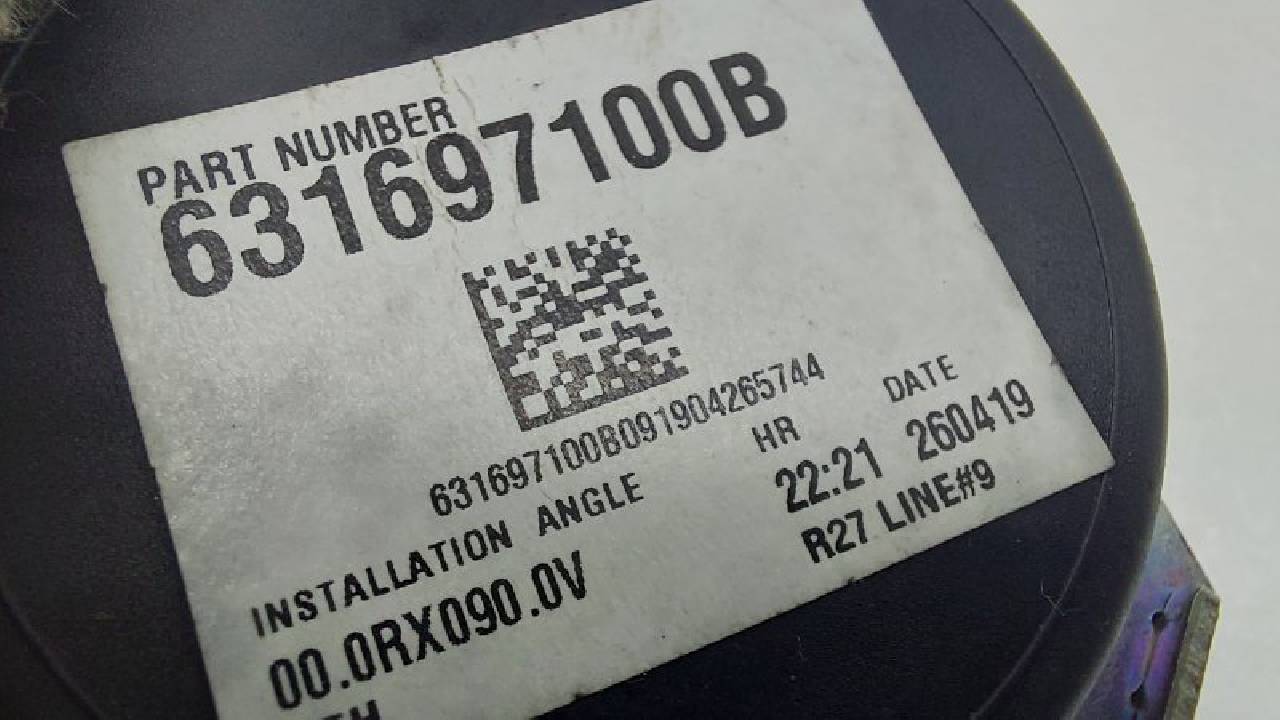 PART NUMBER
631697100B
631697100B091904265744
INSTALLATION ANGLE
HR
DATE
00.0RX090.0V
22:21
260419
R27 LINE#9